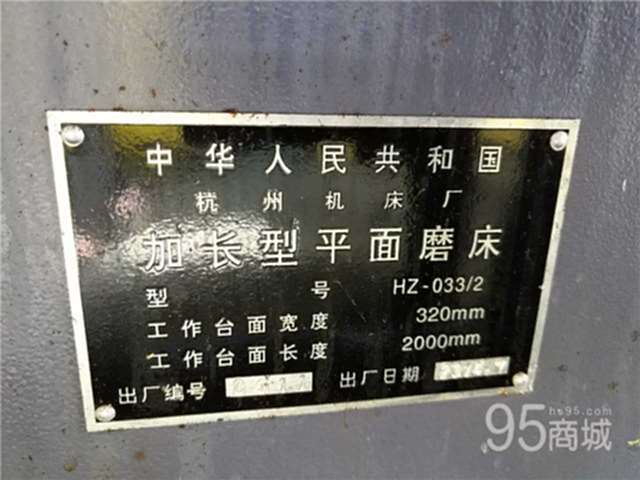 中华人民共和国
杭州机床厂
加长型平面磨床
型号 HZ-033/2
工作台面宽度 320mm
工作台面长度 2000mm
出厂编号 出厂日期
hs95.com
95商城